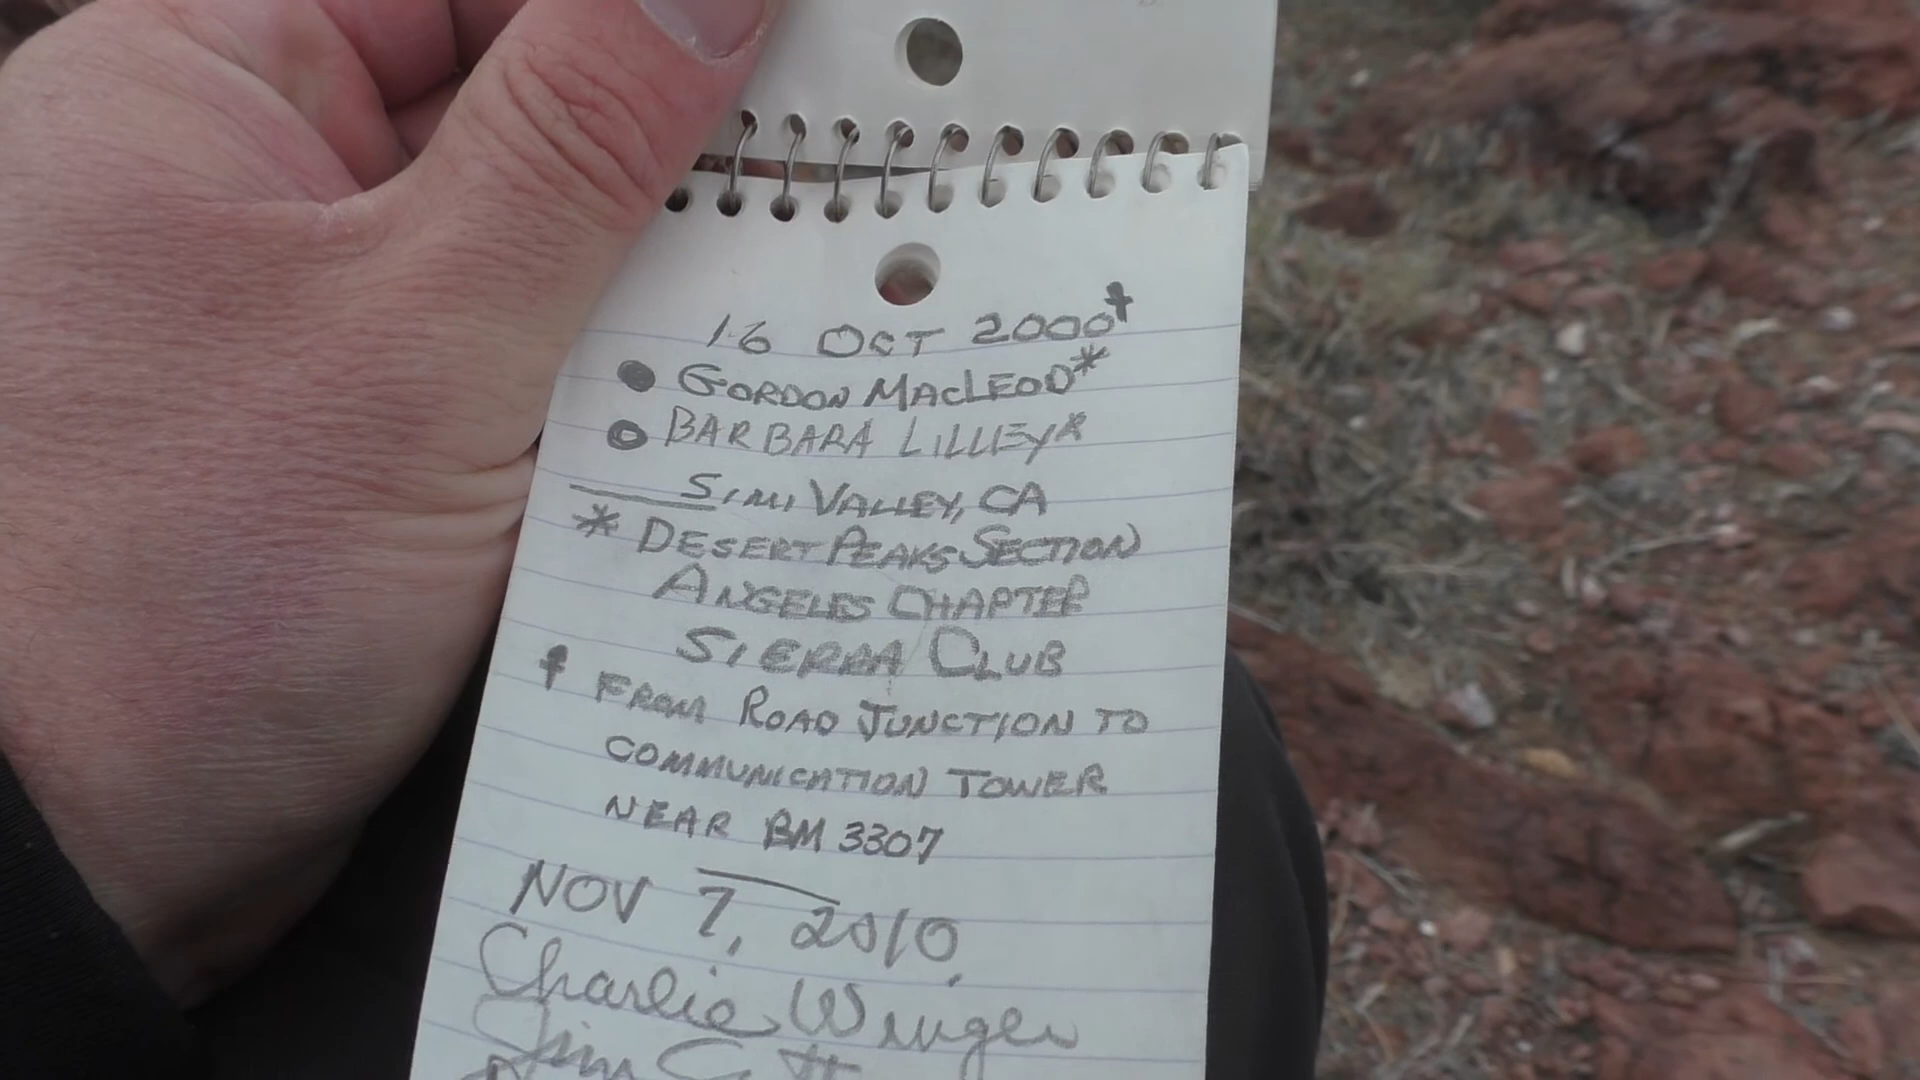 16 OCT 2000†
● GORDON MACLEOD*
● BARBARA LILLEY*
SIMI VALLEY, CA
* DESERT PEAKS SECTION
ANGELES CHAPTER
SIERRA CLUB
† FROM ROAD JUNCTION TO
COMMUNICATION TOWER
NEAR BM 3307
NOV 7, 2010
Charlie
Jim